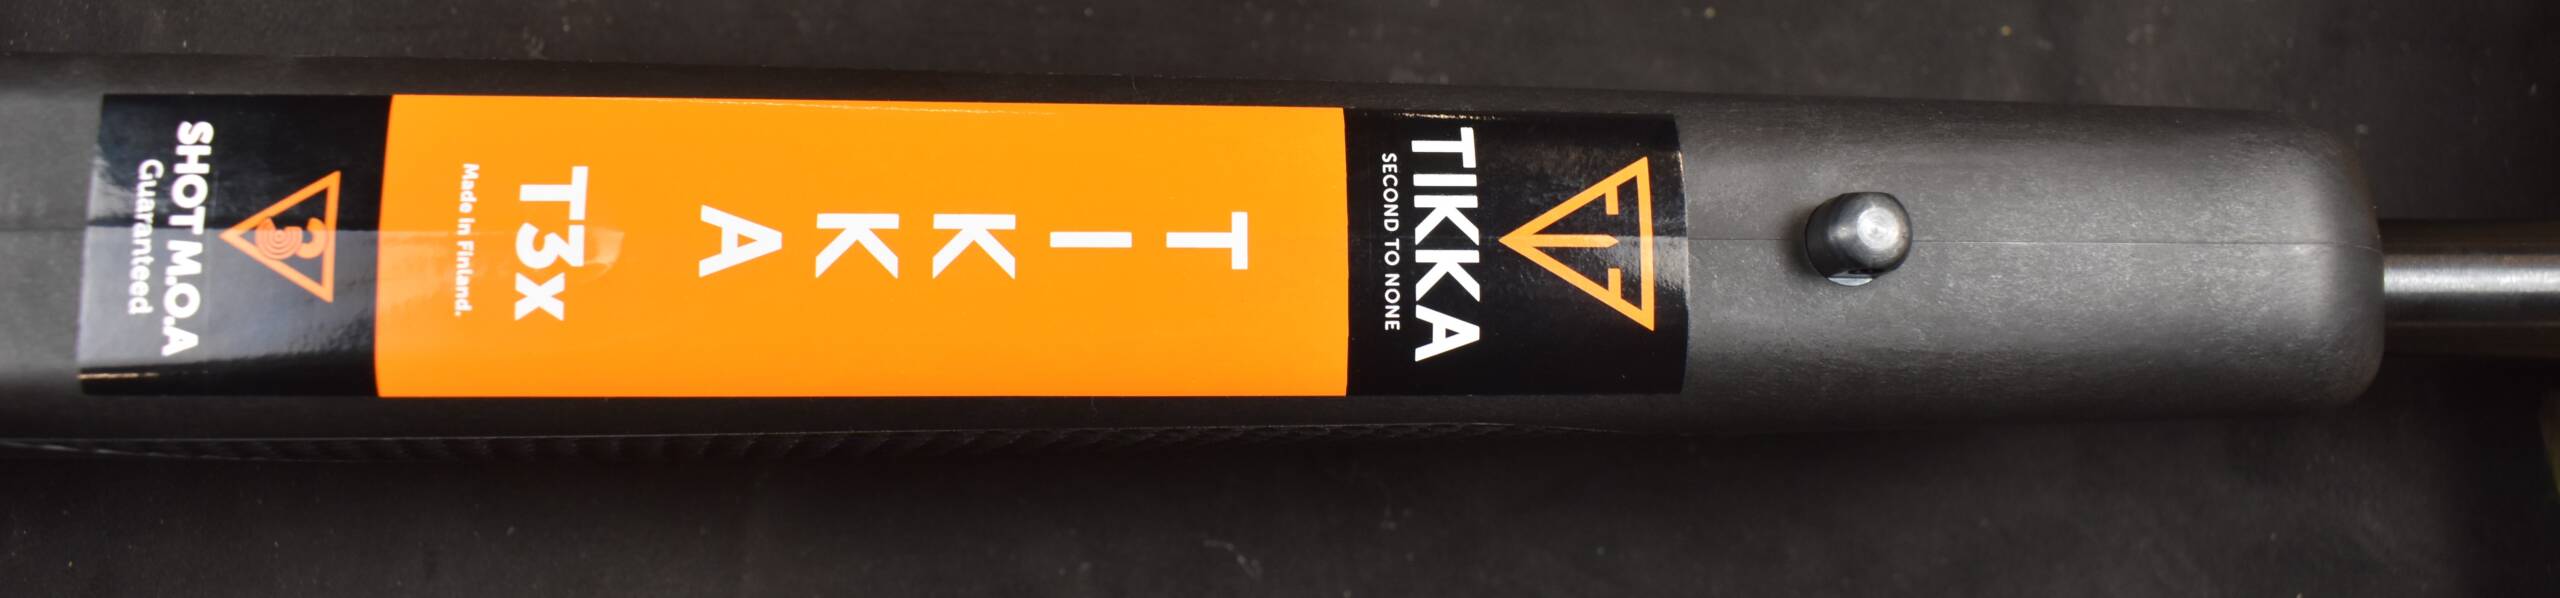 TIKKA
SECOND TO NONE
T
I
K
K
A
T3x
Made in Finland.
3
SHOT M.O.A
Guaranteed